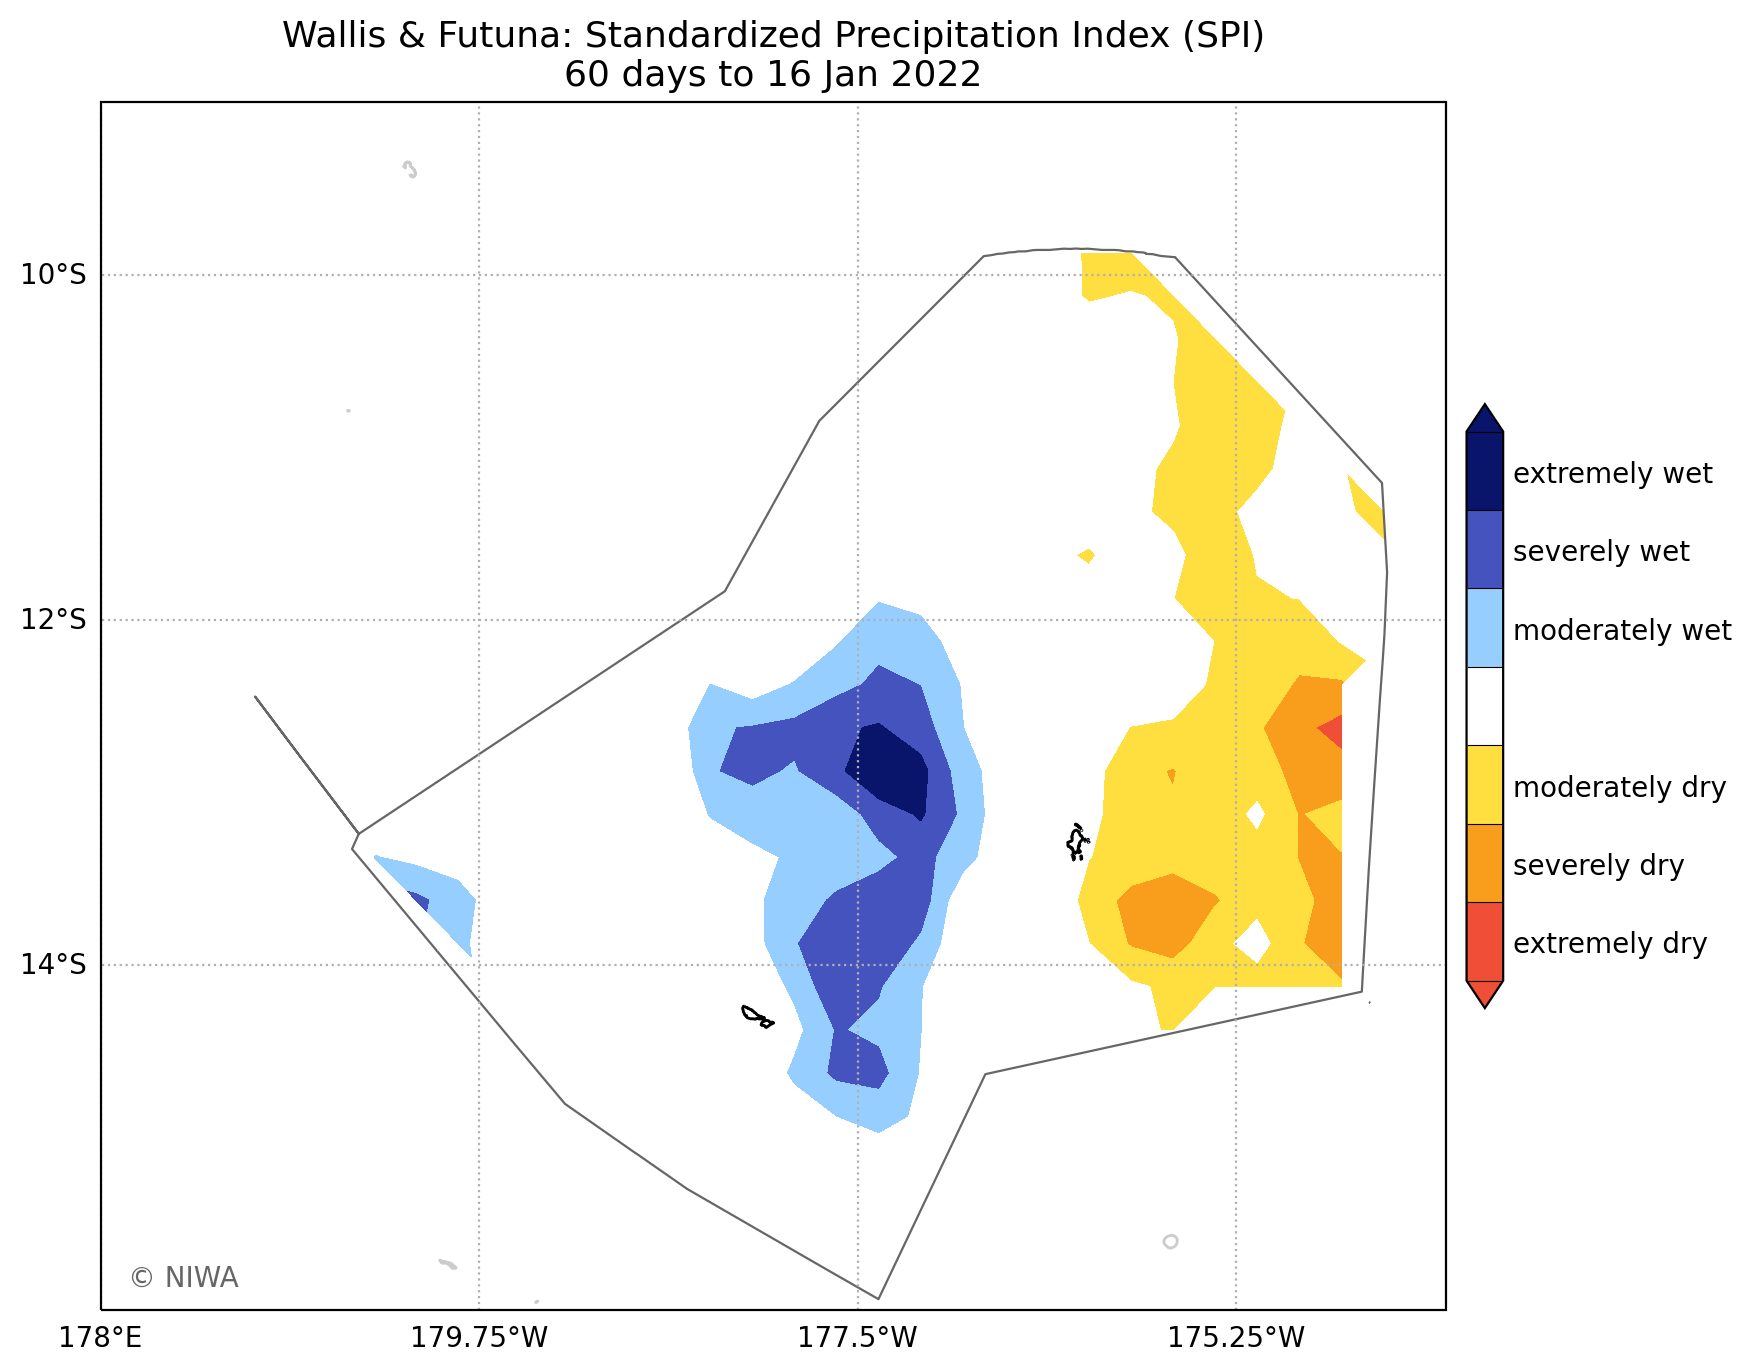 Wallis & Futuna: Standardized Precipitation Index (SPI)
60 days to 16 Jan 2022
10°S
12°S
14°S
extremely wet
severely wet
moderately wet
moderately dry
severely dry
extremely dry
© NIWA
178°E
179.75°W
177.5°W
175.25°W